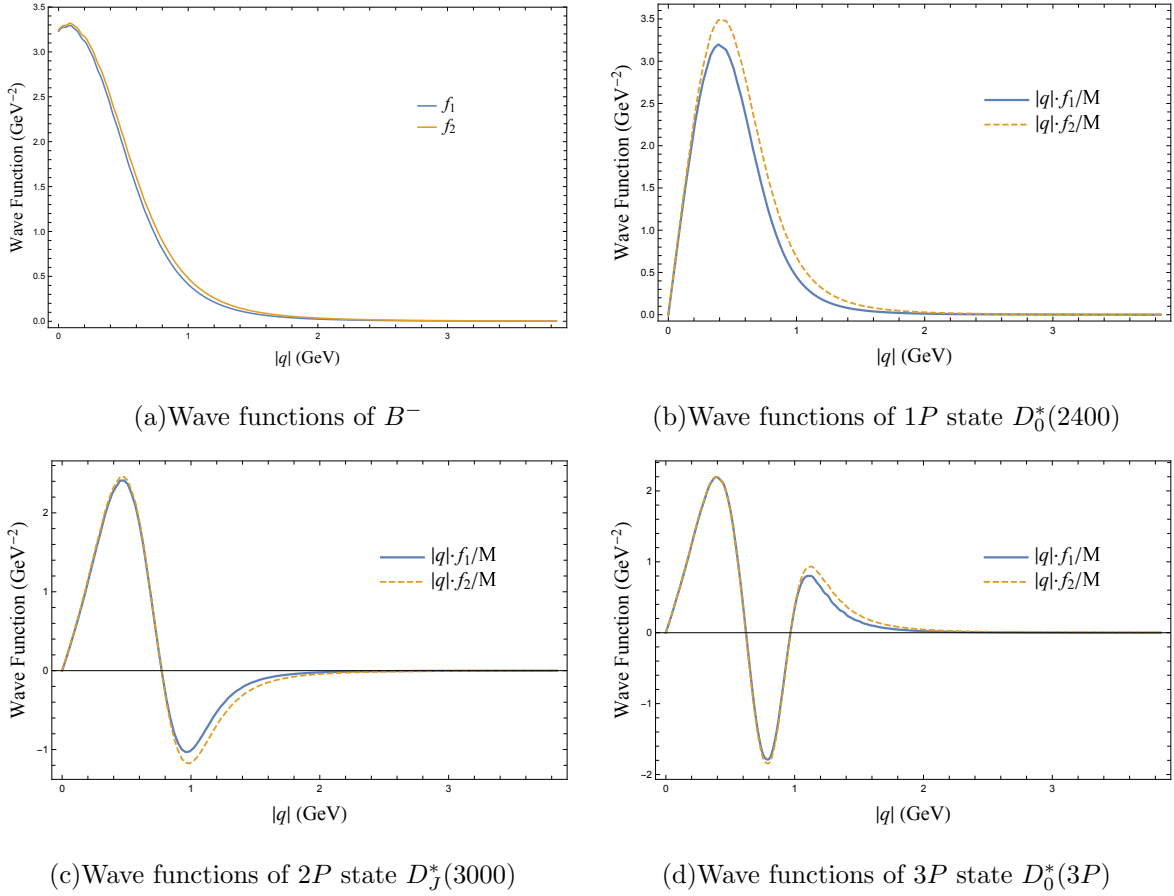 Wave Function (GeV⁻²)
3.5
3.0
2.5
2.0
1.5
1.0
0.5
0.0
f₁
f₂
0 1 2 3
|q| (GeV)
(a)Wave functions of B⁻
Wave Function (GeV⁻²)
3.5
3.0
2.5
2.0
1.5
1.0
0.5
0.0
|q|·f₁/M
|q|·f₂/M
0 1 2 3
|q| (GeV)
(b)Wave functions of 1P state D₀*(2400)
Wave Function (GeV⁻²)
2
1
0
−1
|q|·f₁/M
|q|·f₂/M
0 1 2 3
|q| (GeV)
(c)Wave functions of 2P state D_J*(3000)
Wave Function (GeV⁻²)
2
1
0
−1
−2
|q|·f₁/M
|q|·f₂/M
0 1 2 3
|q| (GeV)
(d)Wave functions of 3P state D₀*(3P)